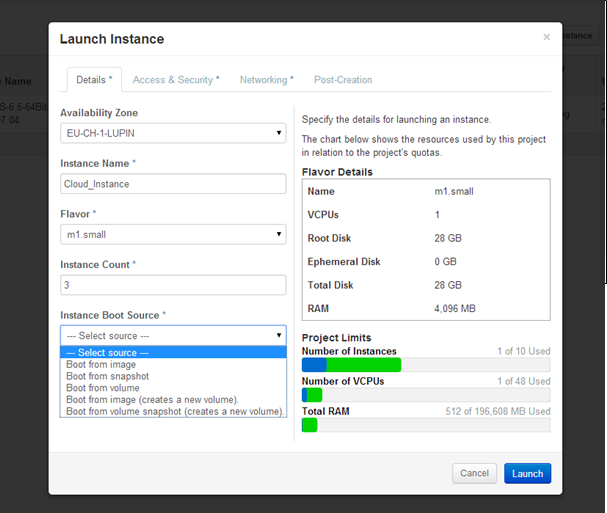 Launch Instance
×
stance
Name
S-6.5-64Bit
7.04
ng
Details * Access & Security * Networking * Post-Creation
Availability Zone
EU-CH-1-LUPIN
Instance Name *
Cloud_Instance
Flavor *
m1.small
Instance Count *
3
Instance Boot Source *
--- Select source ---
--- Select source ---
Boot from image
Boot from snapshot
Boot from volume
Boot from image (creates a new volume).
Boot from volume snapshot (creates a new volume).
Specify the details for launching an instance.
The chart below shows the resources used by this project
in relation to the project's quotas.
Flavor Details
Name m1.small
VCPUs 1
Root Disk 28 GB
Ephemeral Disk 0 GB
Total Disk 28 GB
RAM 4,096 MB
Project Limits
Number of Instances 1 of 10 Used
Number of VCPUs 1 of 48 Used
Total RAM 512 of 196,608 MB Used
Cancel Launch